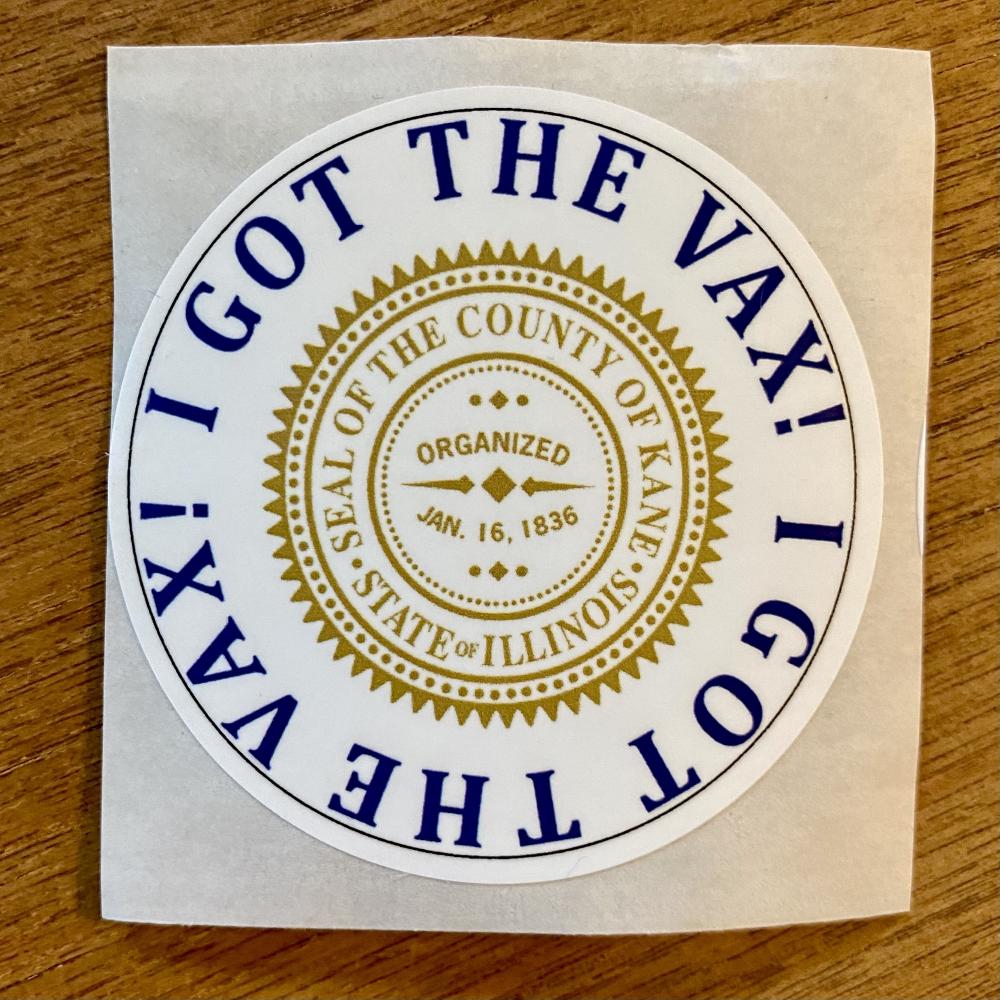 I GOT THE VAX! I GOT THE VAX!
SEAL OF THE COUNTY OF KANE
• STATE OF ILLINOIS •
ORGANIZED
JAN. 16, 1836